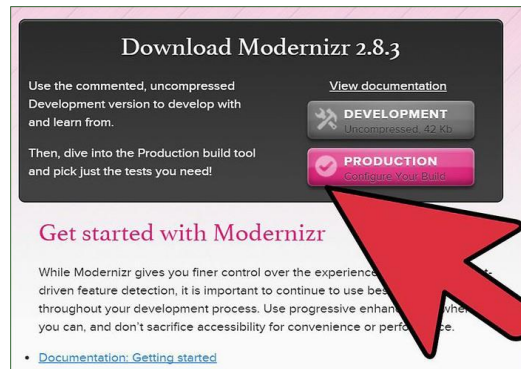 Download Modernizr 2.8.3
Use the commented, uncompressed
Development version to develop with
and learn from.
Then, dive into the Production build tool
and pick just the tests you need!
View documentation
DEVELOPMENT
Uncompressed, 42 Kb
PRODUCTION
Configure Your Build
Get started with Modernizr
While Modernizr gives you finer control over the experience
driven feature detection, it is important to continue to use
throughout your development process. Use progressive
you can, and don't sacrifice accessibility for convenience or
Documentation: Getting started